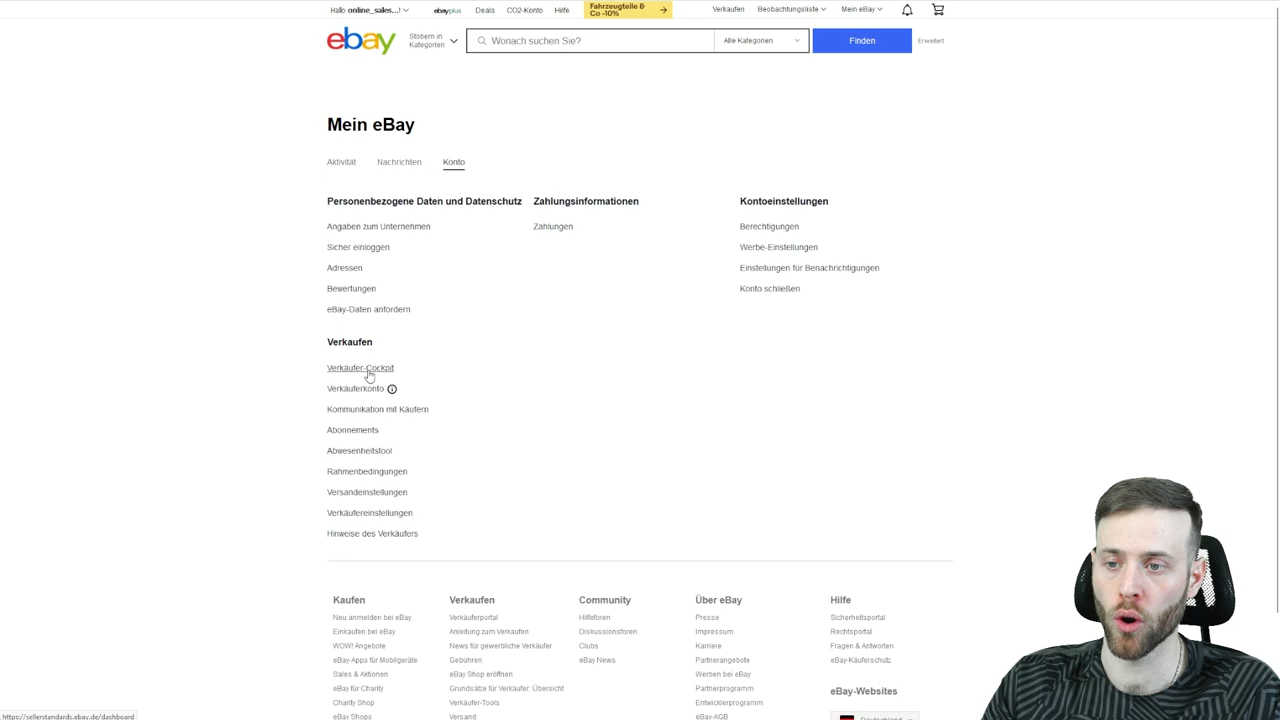 Hallo online_sales...! ebayplus Deals CO2-Konto Hilfe Fahrzeugteile & Co -10% Verkaufen Beobachtungsliste Mein eBay
ebay Stöbern in Kategorien Wonach suchen Sie? Alle Kategorien Finden Erweitert
Mein eBay
Aktivität Nachrichten Konto
Personenbezogene Daten und Datenschutz
Angaben zum Unternehmen
Sicher einloggen
Adressen
Bewertungen
eBay-Daten anfordern
Zahlungsinformationen
Zahlungen
Kontoeinstellungen
Berechtigungen
Werbe-Einstellungen
Einstellungen für Benachrichtigungen
Konto schließen
Verkaufen
Verkäufer-Cockpit
Verkäuferkonto
Kommunikation mit Käufern
Abonnements
Abwesenheitstool
Rahmenbedingungen
Versandeinstellungen
Verkäufereinstellungen
Hinweise des Verkäufers
Kaufen
Neu anmelden bei eBay
Einkaufen bei eBay
WOW! Angebote
eBay-Apps für Mobilgeräte
Sales & Aktionen
eBay für Charity
Charity Shop
eBay Shops
Verkaufen
Verkäuferportal
Anleitung zum Verkaufen
News für gewerbliche Verkäufer
Gebühren
eBay Shop eröffnen
Grundsätze für Verkäufer: Übersicht
Verkäufer-Tools
Versand
Community
Hilfeforen
Diskussionsforen
Clubs
eBay News
Über eBay
Presse
Impressum
Karriere
Partnerangebote
Werben bei eBay
Partnerprogramm
Entwicklerprogramm
eBay-AGB
Hilfe
Sicherheitsportal
Rechtsportal
Fragen & Antworten
eBay-Käuferschutz
eBay-Websites
Deutschland
https://sellerstandards.ebay.de/dashboard